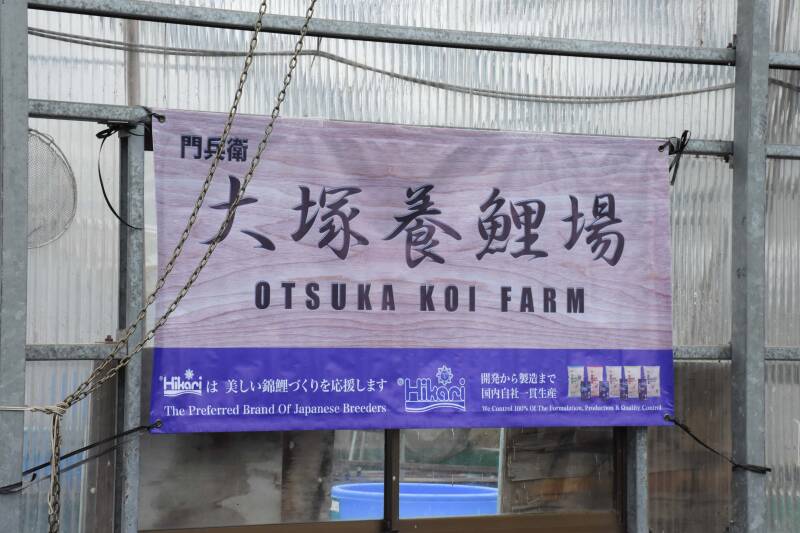 門兵衛
大塚養鯉場
OTSUKA KOI FARM
Hikari は 美しい錦鯉づくりを応援します
The Preferred Brand Of Japanese Breeders
Hikari
開発から製造まで
国内自社一貫生産
We Control 100% Of The Formulation, Production & Quality Control